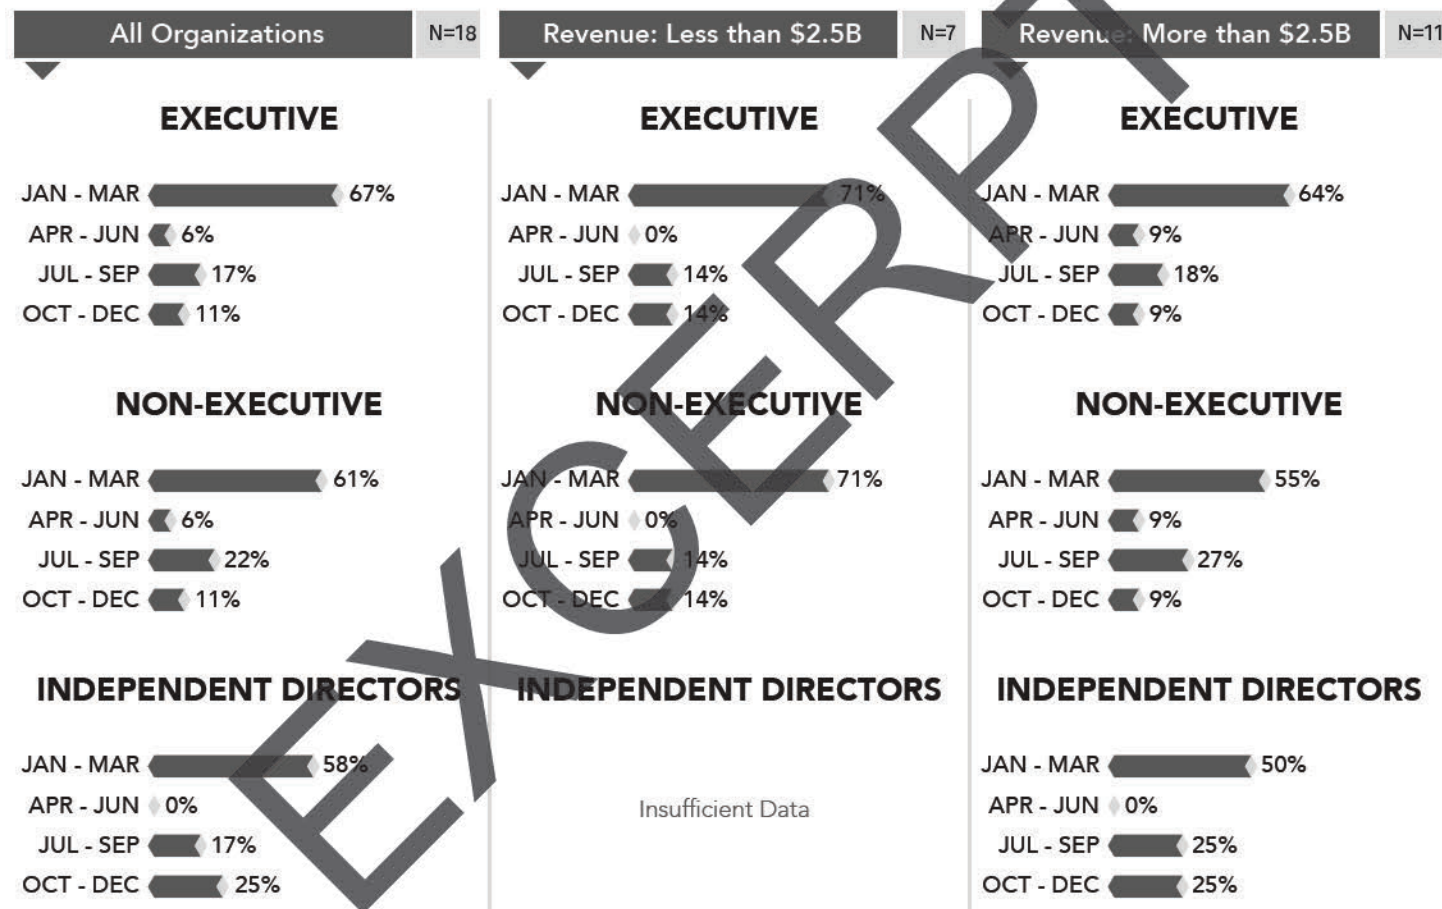 All Organizations N=18
EXECUTIVE
JAN - MAR 67%
APR - JUN 6%
JUL - SEP 17%
OCT - DEC 11%
NON-EXECUTIVE
JAN - MAR 61%
APR - JUN 6%
JUL - SEP 22%
OCT - DEC 11%
INDEPENDENT DIRECTORS
JAN - MAR 58%
APR - JUN 0%
JUL - SEP 17%
OCT - DEC 25%
Revenue: Less than $2.5B N=7
EXECUTIVE
JAN - MAR 71%
APR - JUN 0%
JUL - SEP 14%
OCT - DEC 14%
NON-EXECUTIVE
JAN - MAR 71%
APR - JUN 0%
JUL - SEP 14%
OCT - DEC 14%
INDEPENDENT DIRECTORS
Insufficient Data
Revenue: More than $2.5B N=11
EXECUTIVE
JAN - MAR 64%
APR - JUN 9%
JUL - SEP 18%
OCT - DEC 9%
NON-EXECUTIVE
JAN - MAR 55%
APR - JUN 9%
JUL - SEP 27%
OCT - DEC 9%
INDEPENDENT DIRECTORS
JAN - MAR 50%
APR - JUN 0%
JUL - SEP 25%
OCT - DEC 25%
EXCERPT